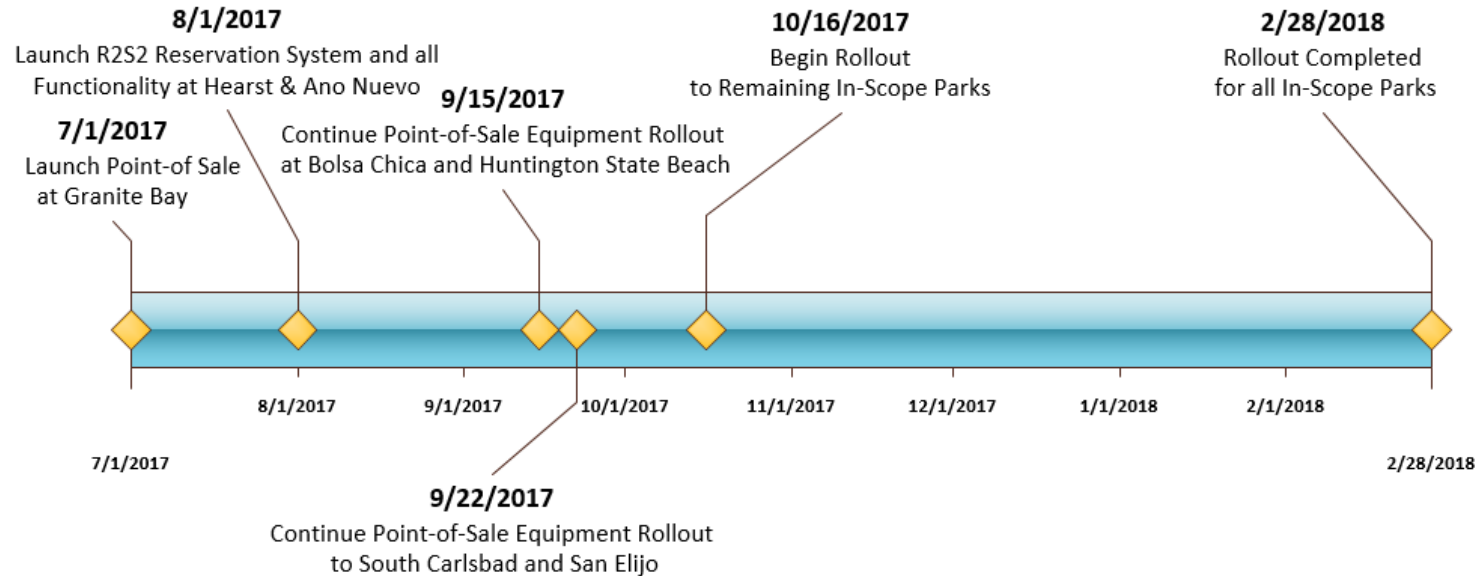 8/1/2017
Launch R2S2 Reservation System and all
Functionality at Hearst & Ano Nuevo
10/16/2017
Begin Rollout
to Remaining In-Scope Parks
2/28/2018
Rollout Completed
for all In-Scope Parks
9/15/2017
Continue Point-of-Sale Equipment Rollout
at Bolsa Chica and Huntington State Beach
7/1/2017
Launch Point-of Sale
at Granite Bay
8/1/2017
9/1/2017
10/1/2017
11/1/2017
12/1/2017
1/1/2018
2/1/2018
7/1/2017
2/28/2018
9/22/2017
Continue Point-of-Sale Equipment Rollout
to South Carlsbad and San Elijo